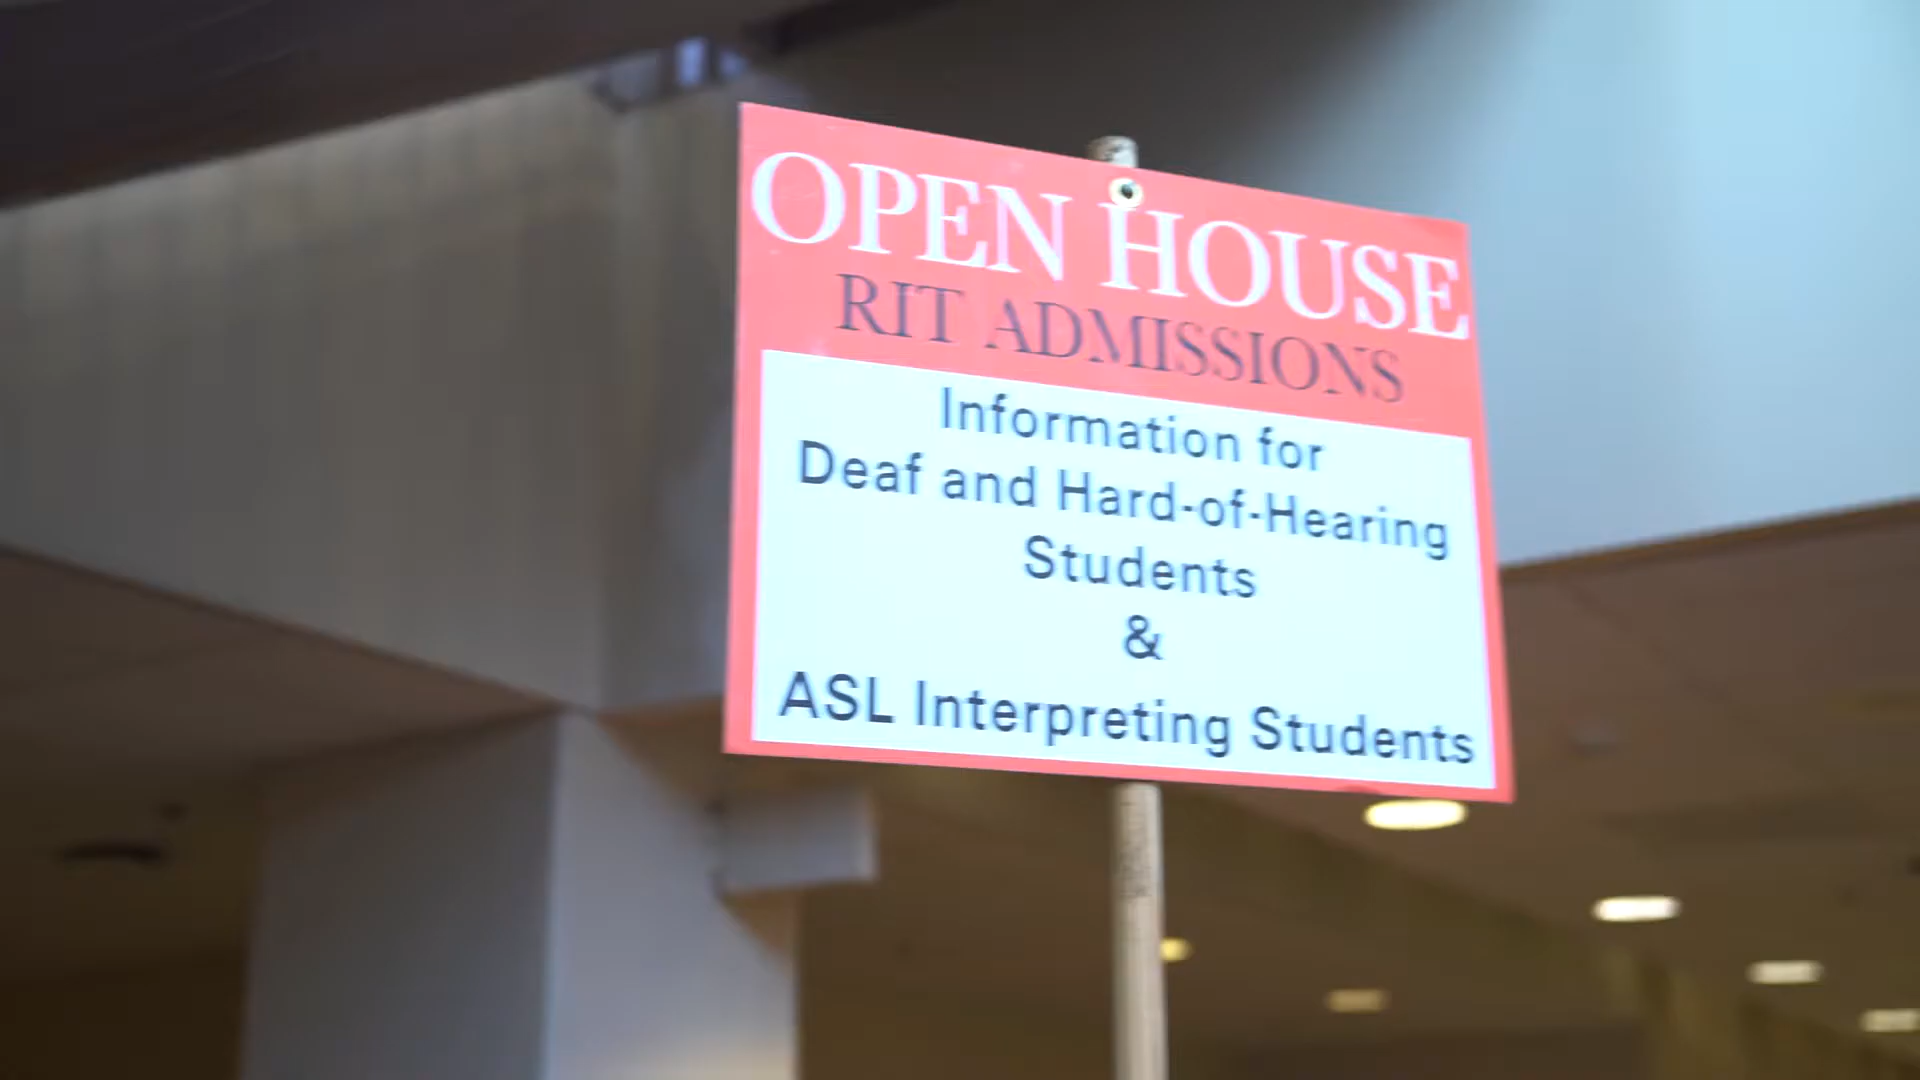 OPEN HOUSE
RIT ADMISSIONS
Information for
Deaf and Hard-of-Hearing
Students
&
ASL Interpreting Students